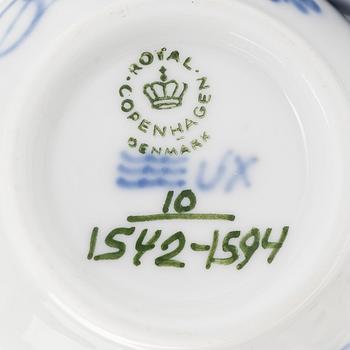 ROYAL
COPENHAGEN
DENMARK
UX
10
1542-1594